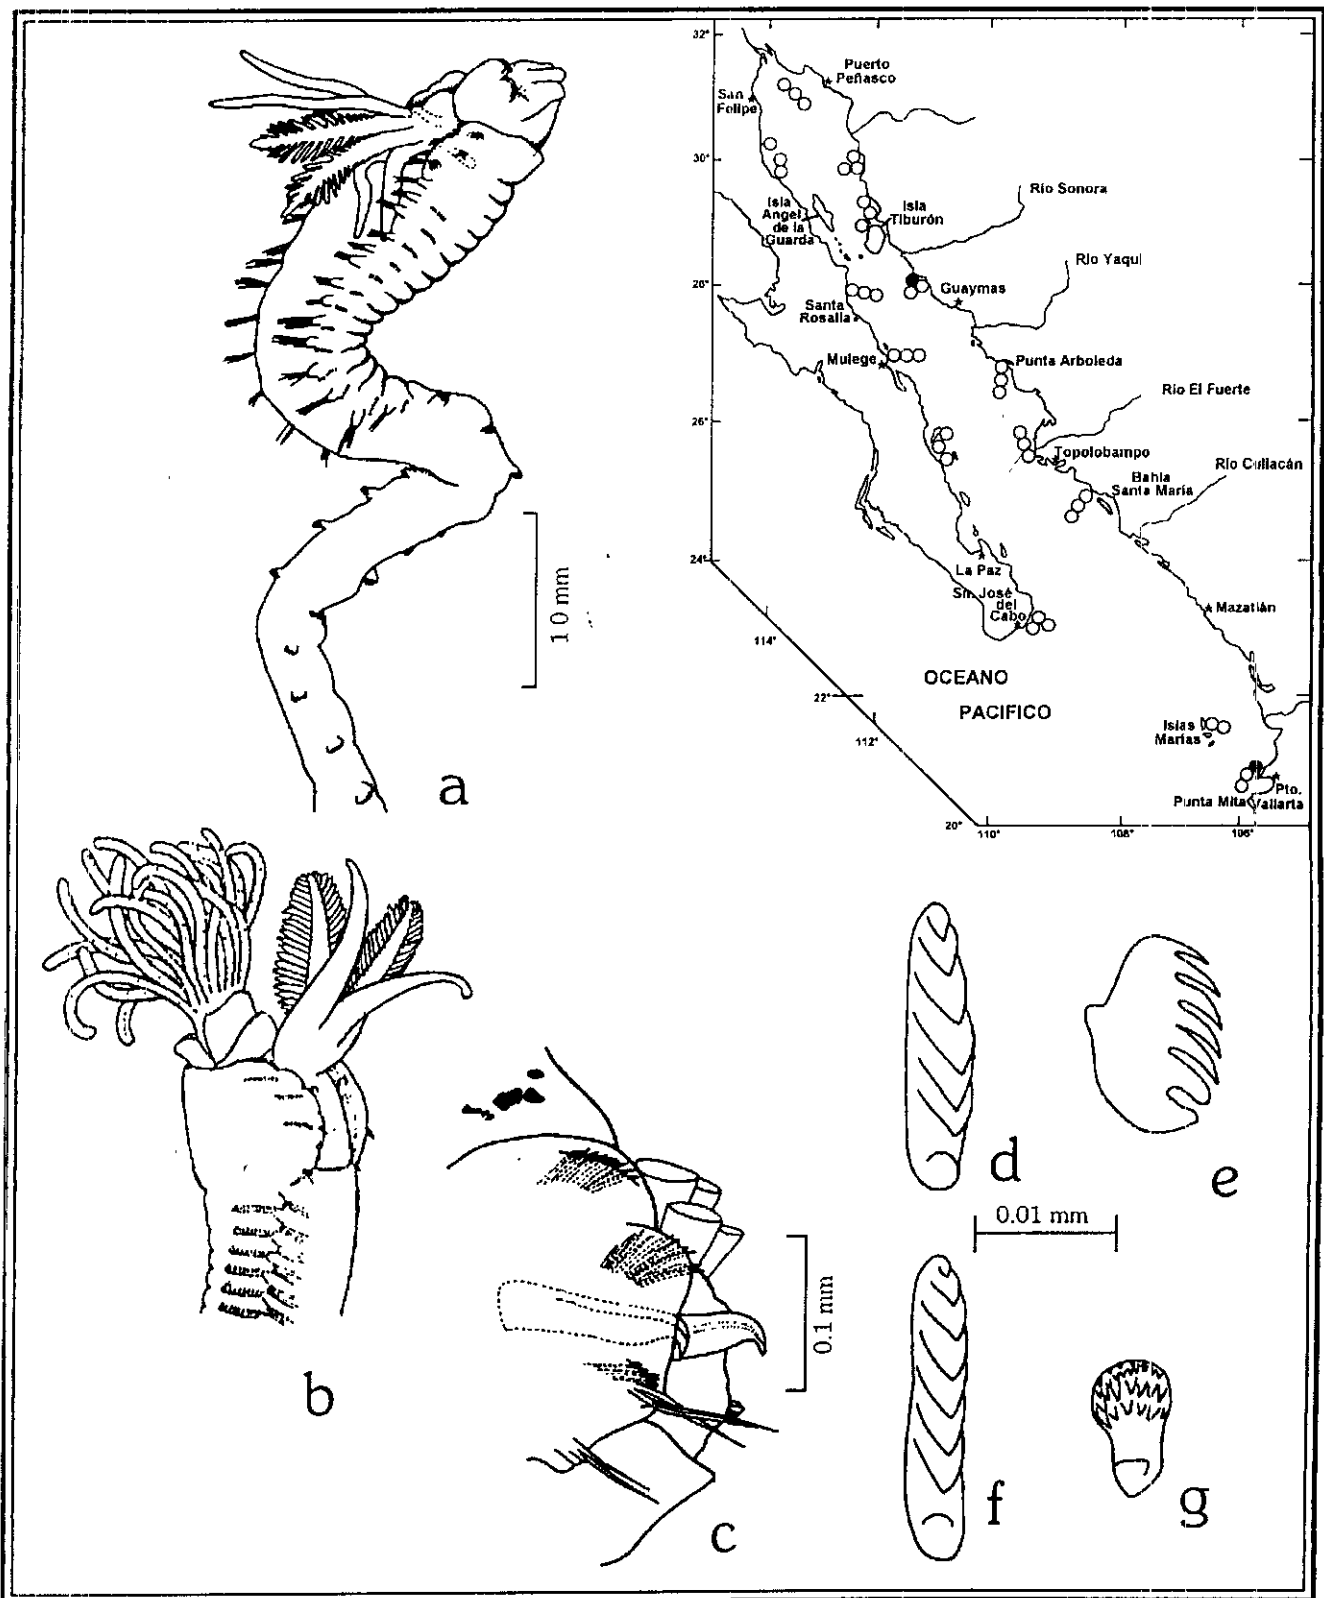 32°
Puerto
Peñasco
San
Felipe
30°
Río Sonora
Isla
Angel
de la
Guarda
Isla
Tiburón
Río Yaqui
28°
Guaymas
Santa
Rosalía
Mulege
Punta Arboleda
Río El Fuerte
26°
Topolobampo
Río Culiacán
Bahía
Santa María
24°
La Paz
Sn. José
del
Cabo
Mazatlán
114°
OCEANO
PACIFICO
22°
112°
Islas
Marías
Pto.
Punta Mita
Vallarta
20°
110°
108°
106°
10 mm
a
b
0.1 mm
c
d
e
0.01 mm
f
g